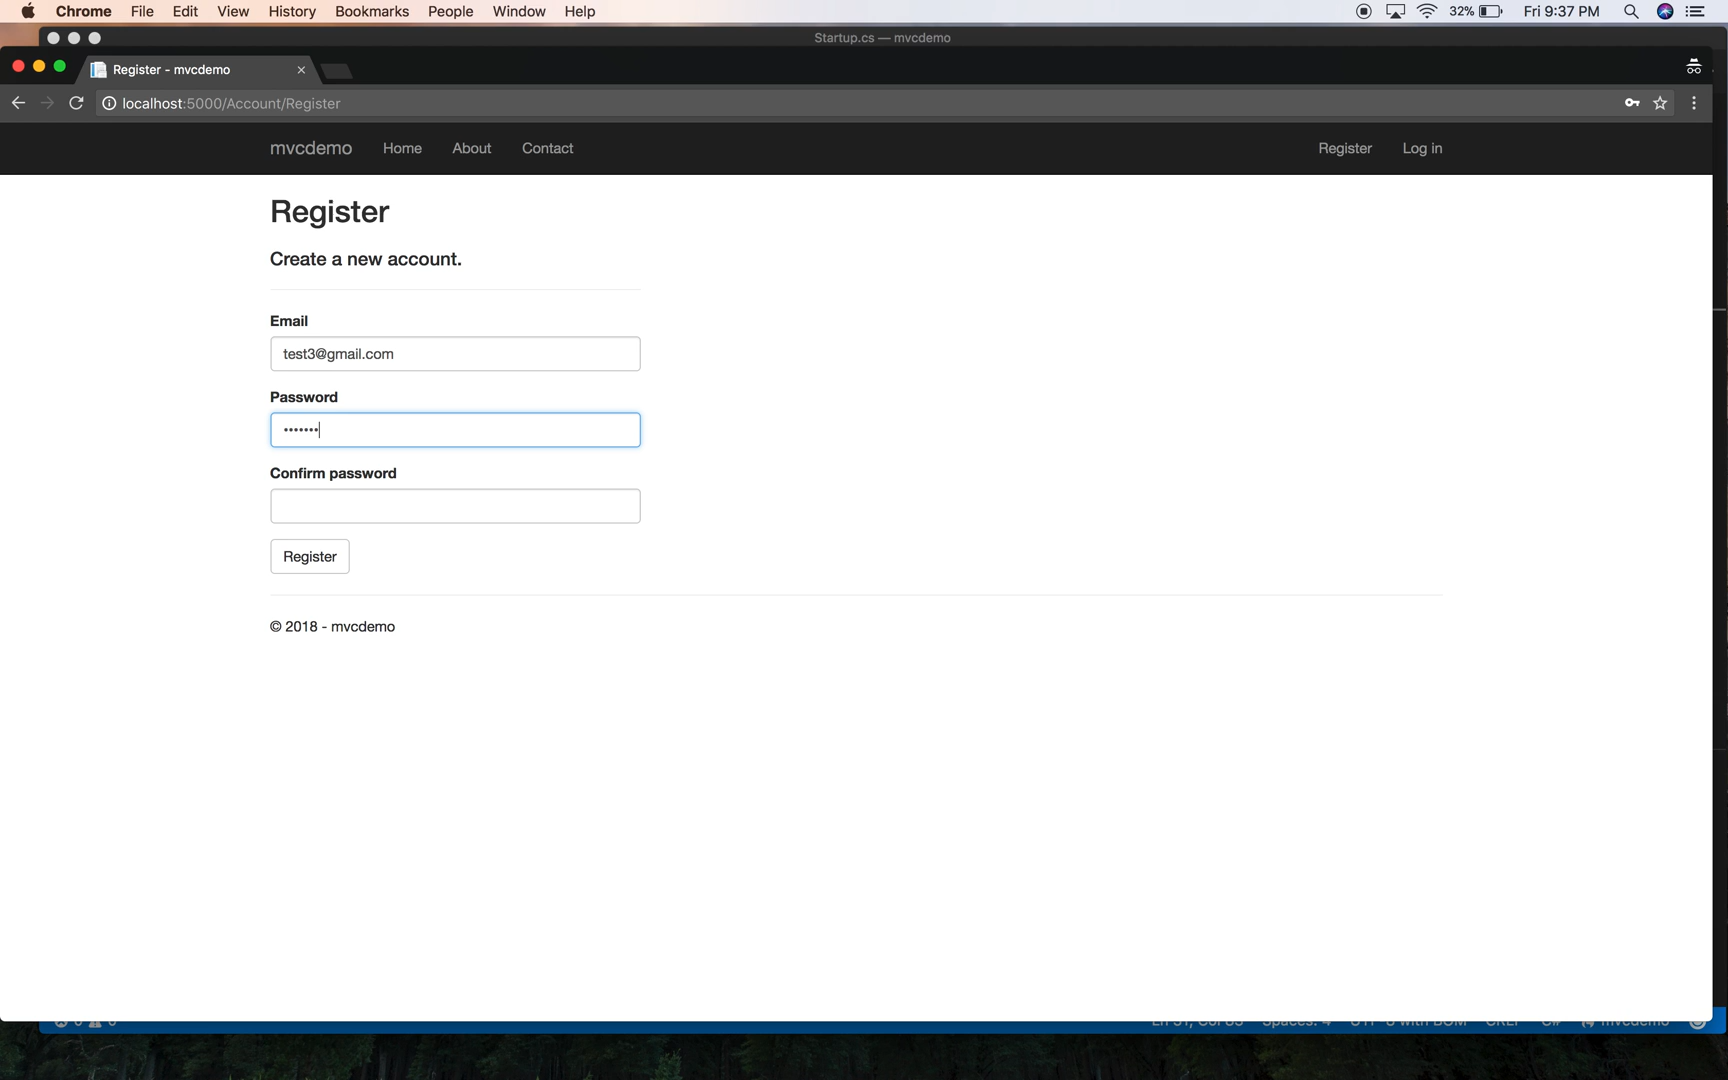 Chrome File Edit View History Bookmarks People Window Help 32% Fri 9:37 PM
Startup.cs — mvcdemo
Register - mvcdemo
localhost:5000/Account/Register
mvcdemo Home About Contact Register Log in
Register
Create a new account.
Email
test3@gmail.com
Password
•••••••
Confirm password
Register
© 2018 - mvcdemo
mvcdemo